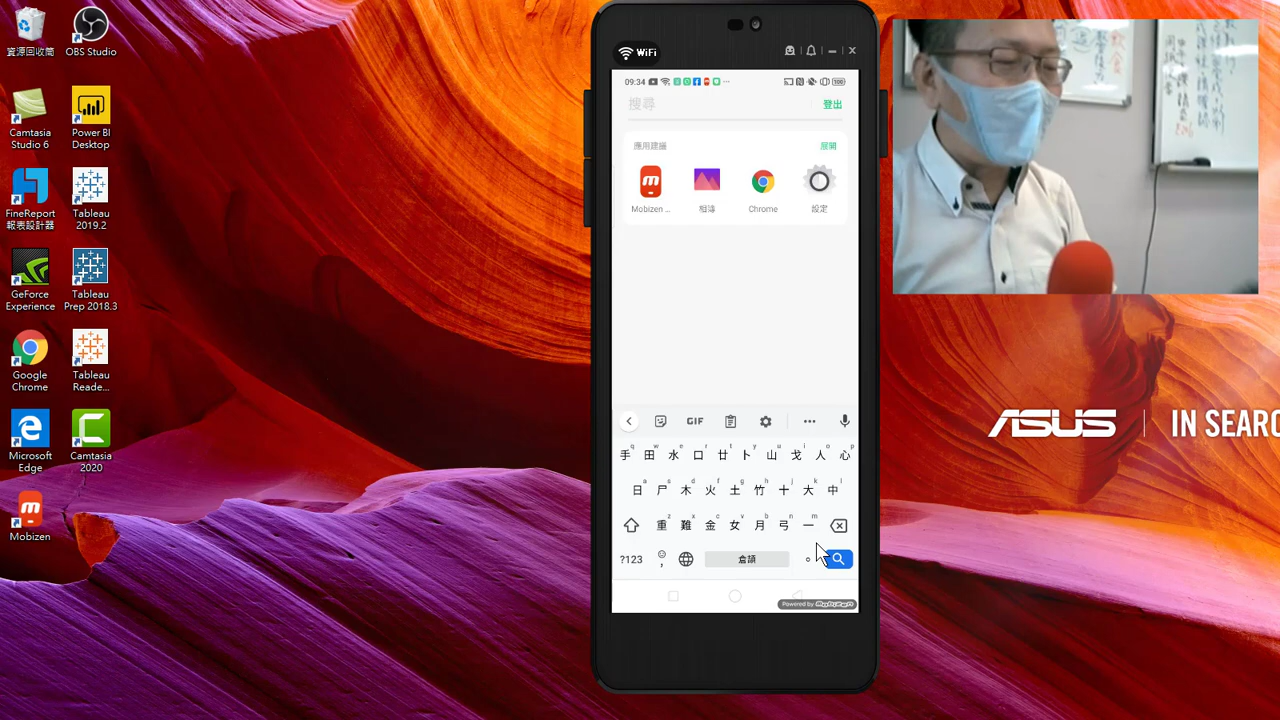 資源回收筒
OBS Studio
Camtasia
Studio 6
Power BI
Desktop
FineReport
報表設計器
Tableau
2019.2
GeForce
Experience
Tableau
Prep 2018.3
Google
Chrome
Tableau
Reade...
Microsoft
Edge
Camtasia
2020
Mobizen
WiFi
09:34
100
搜尋
登出
應用建議
展開
Mobizen ...
相簿
Chrome
設定
GIF
q w e r t y u i o p
手 田 水 口 廿 卜 山 戈 人 心
a s d f g h j k l
日 尸 木 火 土 竹 十 大 中
z x c v b n m
重 難 金 女 月 弓 一
?123 , 倉頡 。
Powered by Mobizen
ASUS
IN SEARC